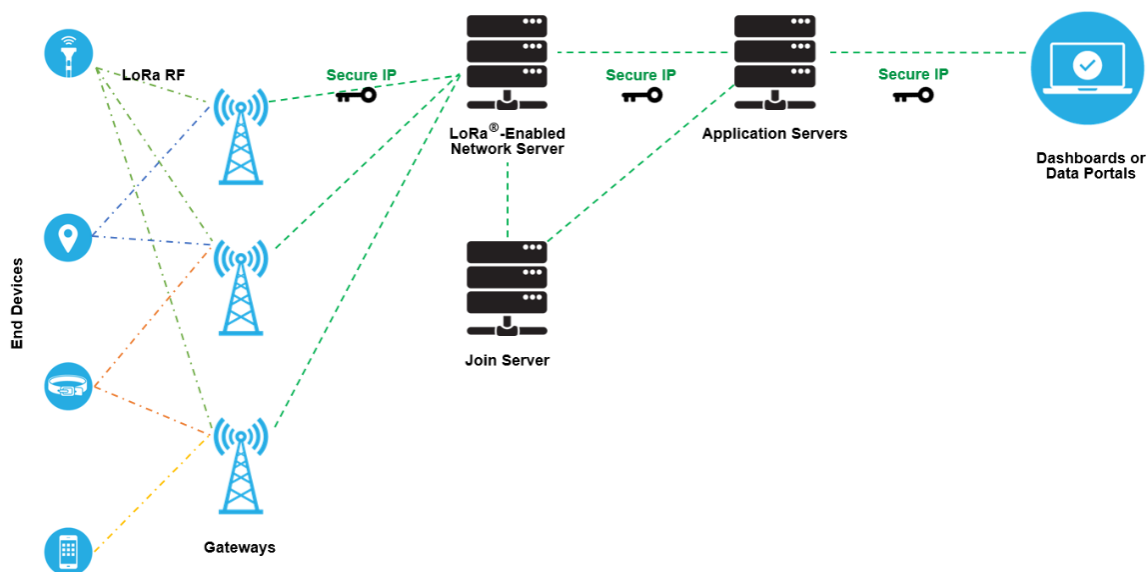 LoRa RF
Secure IP
Secure IP
Secure IP
LoRa®-Enabled
Network Server
Application Servers
Dashboards or
Data Portals
End Devices
Join Server
Gateways